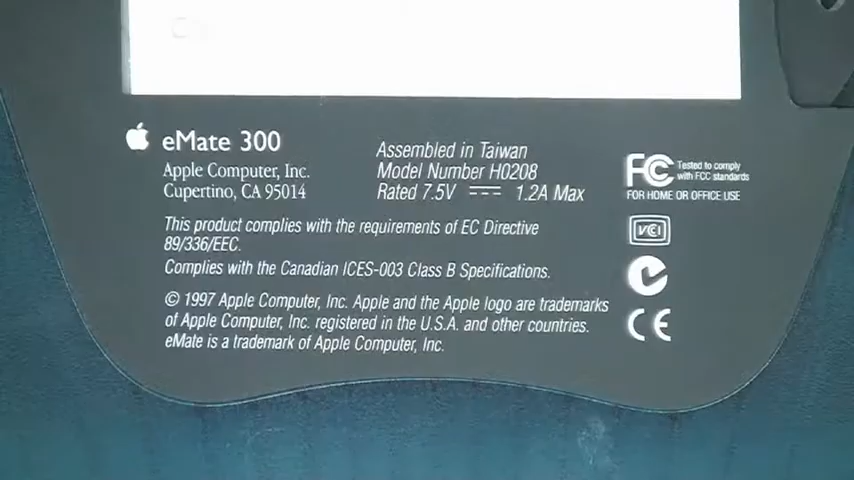 eMate 300
Apple Computer, Inc.
Cupertino, CA 95014
Assembled in Taiwan
Model Number H0208
Rated 7.5V 1.2A Max
FC Tested to comply
with FCC standards
FOR HOME OR OFFICE USE
This product complies with the requirements of EC Directive
89/336/EEC.
Complies with the Canadian ICES-003 Class B Specifications.
VCI
© 1997 Apple Computer, Inc. Apple and the Apple logo are trademarks
of Apple Computer, Inc. registered in the U.S.A. and other countries.
eMate is a trademark of Apple Computer, Inc.
CE